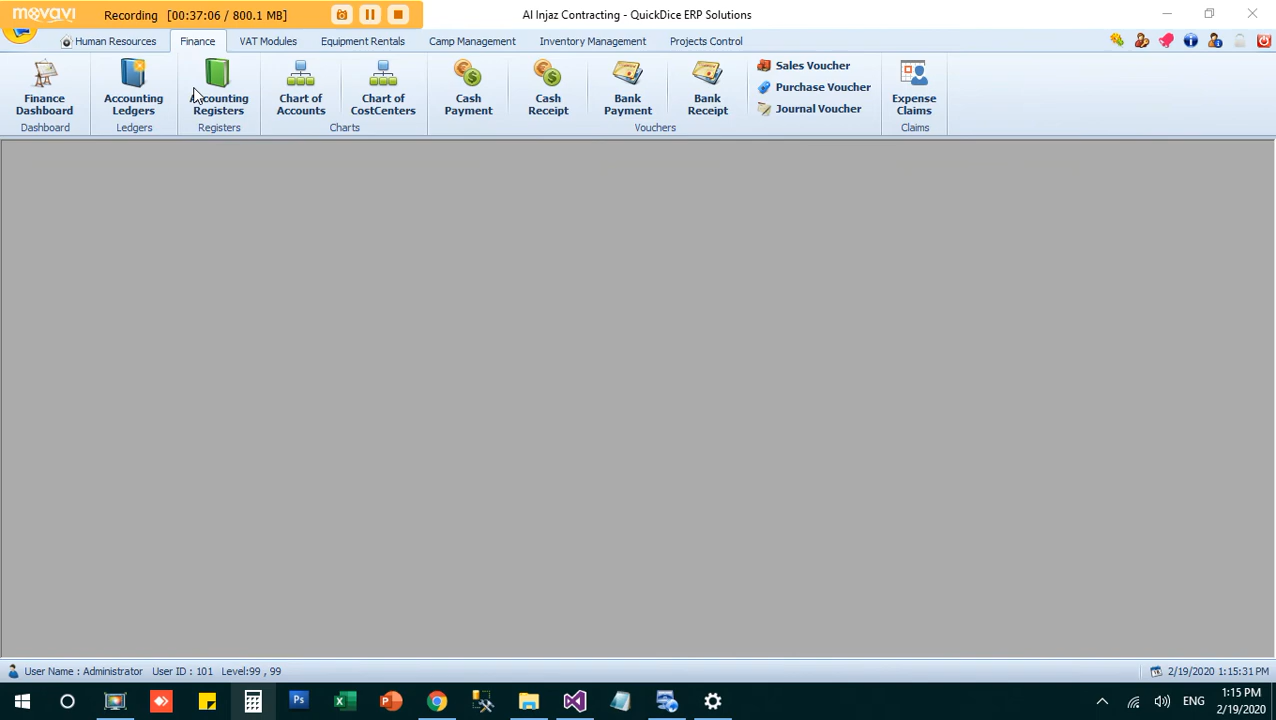 movavi Recording [00:37:06 / 800.1 MB] Al Injaz Contracting - QuickDice ERP Solutions
Human Resources Finance VAT Modules Equipment Rentals Camp Management Inventory Management Projects Control
Finance Dashboard
Dashboard
Accounting Ledgers
Ledgers
Accounting Registers
Registers
Chart of Accounts
Chart of CostCenters
Charts
Cash Payment
Cash Receipt
Bank Payment
Bank Receipt
Sales Voucher
Purchase Voucher
Journal Voucher
Vouchers
Expense Claims
Claims
User Name : Administrator User ID : 101 Level:99 , 99 2/19/2020 1:15:31 PM
Ps
ENG
1:15 PM
2/19/2020